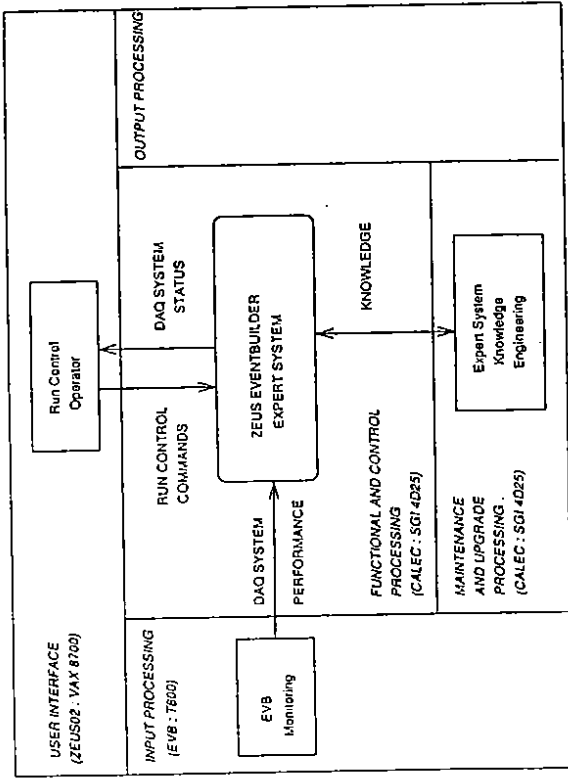 USER INTERFACE
(ZEUS02 : VAX 8700)
Run Control
Operator
INPUT PROCESSING
(EVB : T800)
RUN CONTROL
COMMANDS
DAQ SYSTEM
STATUS
OUTPUT PROCESSING
EVB
Monitoring
DAQ SYSTEM
PERFORMANCE
ZEUS EVENTBUILDER
EXPERT SYSTEM
FUNCTIONAL AND CONTROL
PROCESSING
(CALEC : SGI 4D25)
KNOWLEDGE
MAINTENANCE
AND UPGRADE
PROCESSING .
(CALEC : SGI 4D25)
Expert System
Knowledge
Engineering